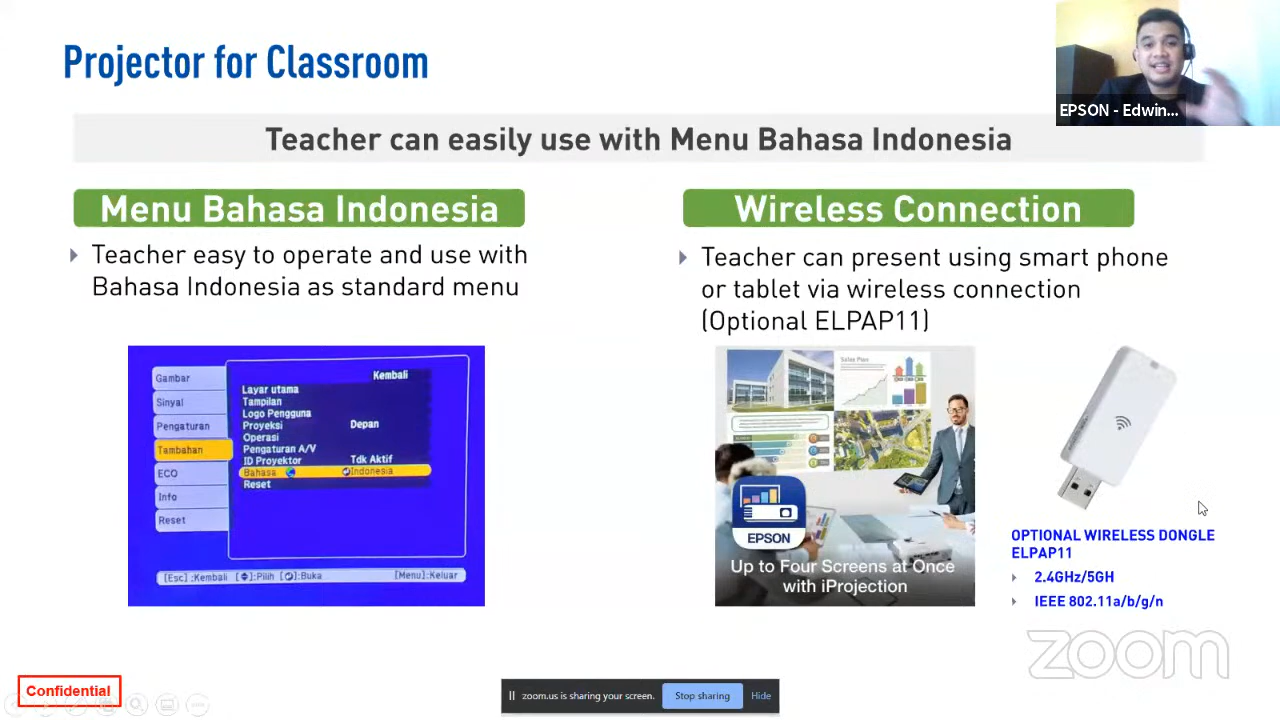 Projector for Classroom
EPSON - Edwin...
Teacher can easily use with Menu Bahasa Indonesia
Menu Bahasa Indonesia
Teacher easy to operate and use with
Bahasa Indonesia as standard menu
Gambar
Sinyal
Pengaturan
Tambahan
ECO
Info
Reset
Kembali
Layar utama
Tampilan
Logo Pengguna
Proyeksi Depan
Operasi
Pengaturan A/V
ID Proyektor Tdk Aktif
Bahasa Indonesia
Reset
[Esc] :Kembali [ ]:Pilih [ ]:Buka [Menu]:Keluar
Wireless Connection
Teacher can present using smart phone
or tablet via wireless connection
(Optional ELPAP11)
Sales Plan
EPSON
Up to Four Screens at Once
with iProjection
OPTIONAL WIRELESS DONGLE
ELPAP11
2.4GHz/5GH
IEEE 802.11a/b/g/n
zoom
Confidential
zoom.us is sharing your screen. Stop sharing Hide